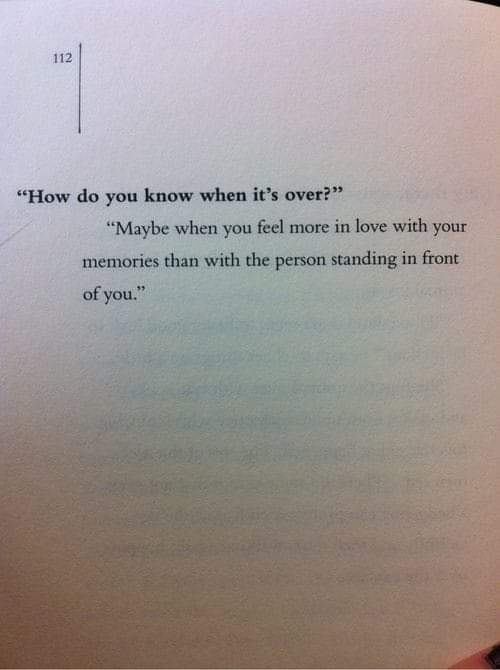 112
“How do you know when it’s over?”
“Maybe when you feel more in love with your
memories than with the person standing in front
of you.”